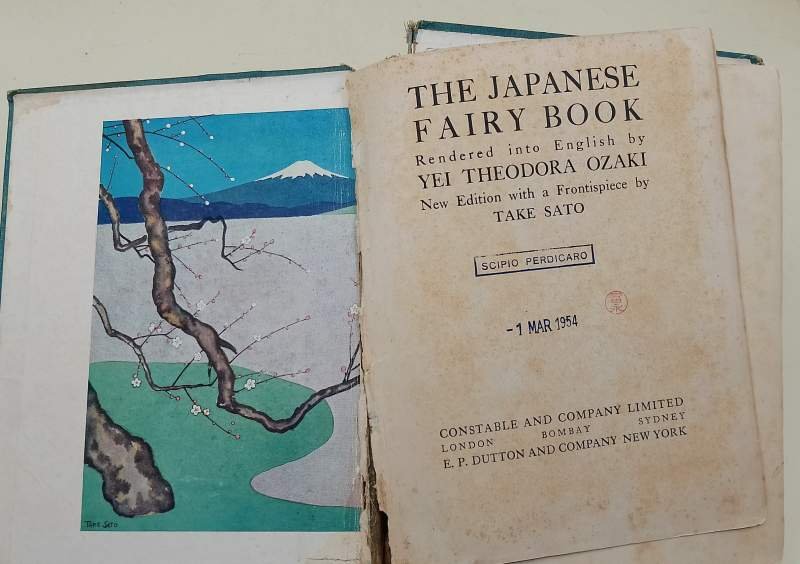 THE JAPANESE
FAIRY BOOK
Rendered into English by
YEI THEODORA OZAKI
New Edition with a Frontispiece by
TAKE SATO
SCIPIO PERDICARO
-1 MAR 1954
CONSTABLE AND COMPANY LIMITED
LONDON BOMBAY SYDNEY
E. P. DUTTON AND COMPANY NEW YORK
TAKE SATO